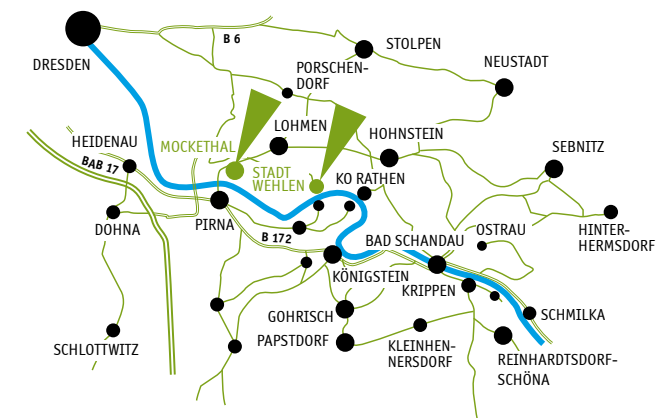 B 6
STOLPEN
DRESDEN
NEUSTADT
PORSCHEN-
DORF
LOHMEN
HOHNSTEIN
HEIDENAU
MOCKETHAL
SEBNITZ
BAB 17
STADT
WEHLEN
KO RATHEN
DOHNA
PIRNA
B 172
BAD SCHANDAU
OSTRAU
HINTER-
HERMSDORF
KÖNIGSTEIN
KRIPPEN
GOHRISCH
SCHMILKA
PAPSTDORF
SCHLOTTWITZ
KLEINHEN-
NERSDORF
REINHARDTSDORF-
SCHÖNA